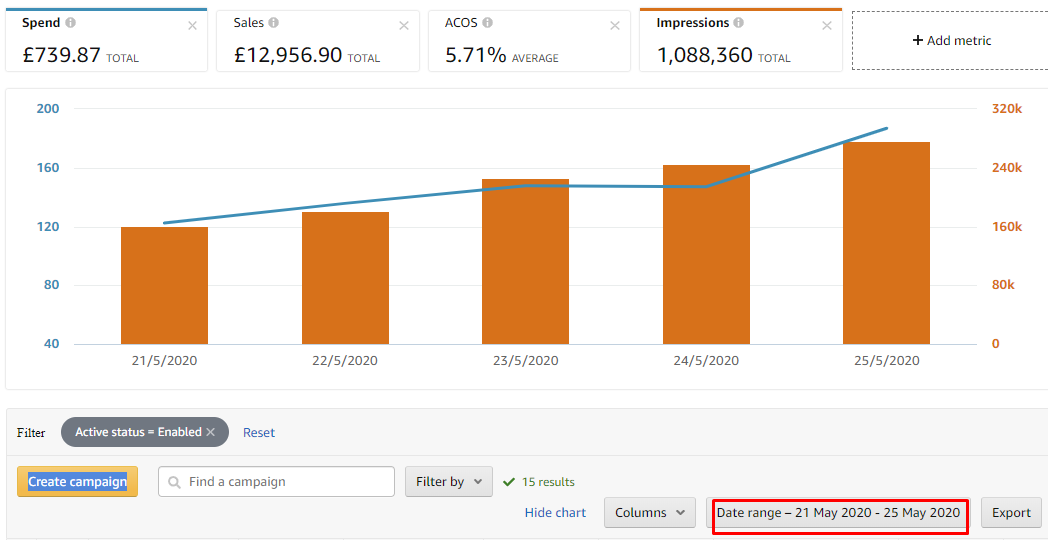 Spend Sales ACOS Impressions
£739.87 TOTAL £12,956.90 TOTAL 5.71% AVERAGE 1,088,360 TOTAL + Add metric
200 320k
160 240k
120 160k
80 80k
40 0
21/5/2020 22/5/2020 23/5/2020 24/5/2020 25/5/2020
Filter Active status = Enabled Reset
Create campaign Find a campaign Filter by 15 results
Hide chart Columns Date range – 21 May 2020 - 25 May 2020 Export